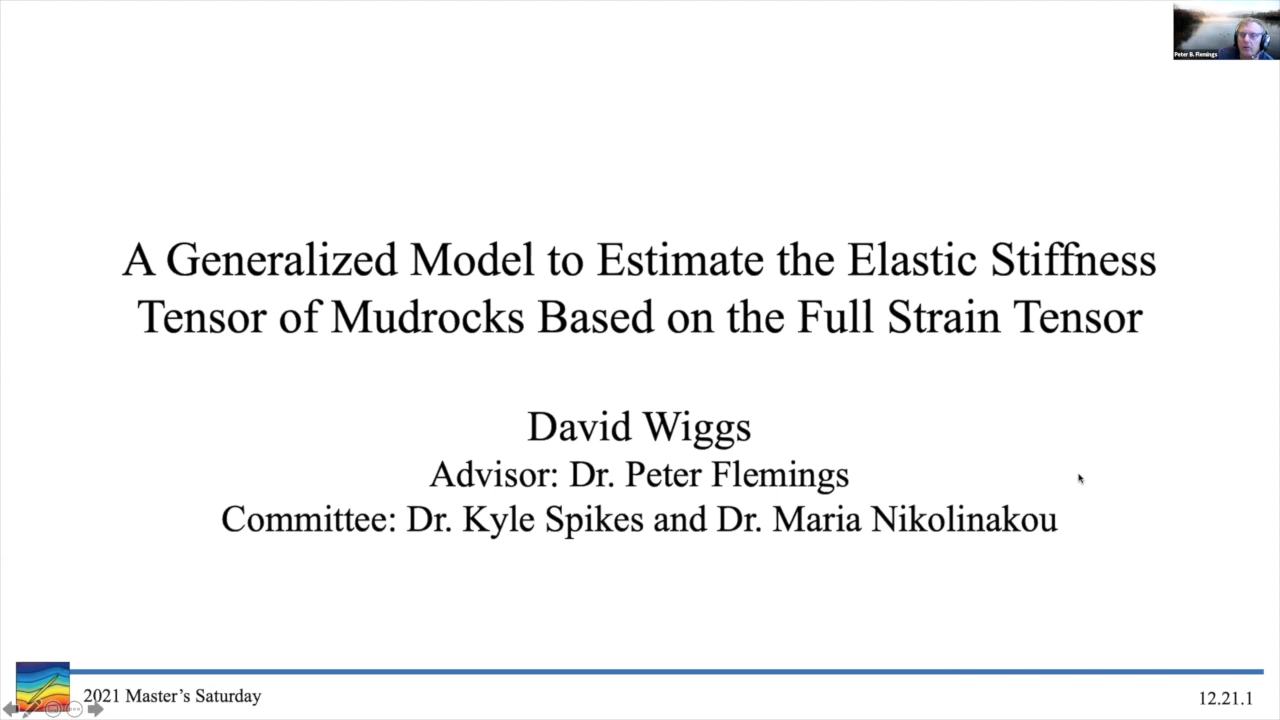 Peter B. Flemings
A Generalized Model to Estimate the Elastic Stiffness
Tensor of Mudrocks Based on the Full Strain Tensor
David Wiggs
Advisor: Dr. Peter Flemings
Committee: Dr. Kyle Spikes and Dr. Maria Nikolinakou
2021 Master’s Saturday
12.21.1